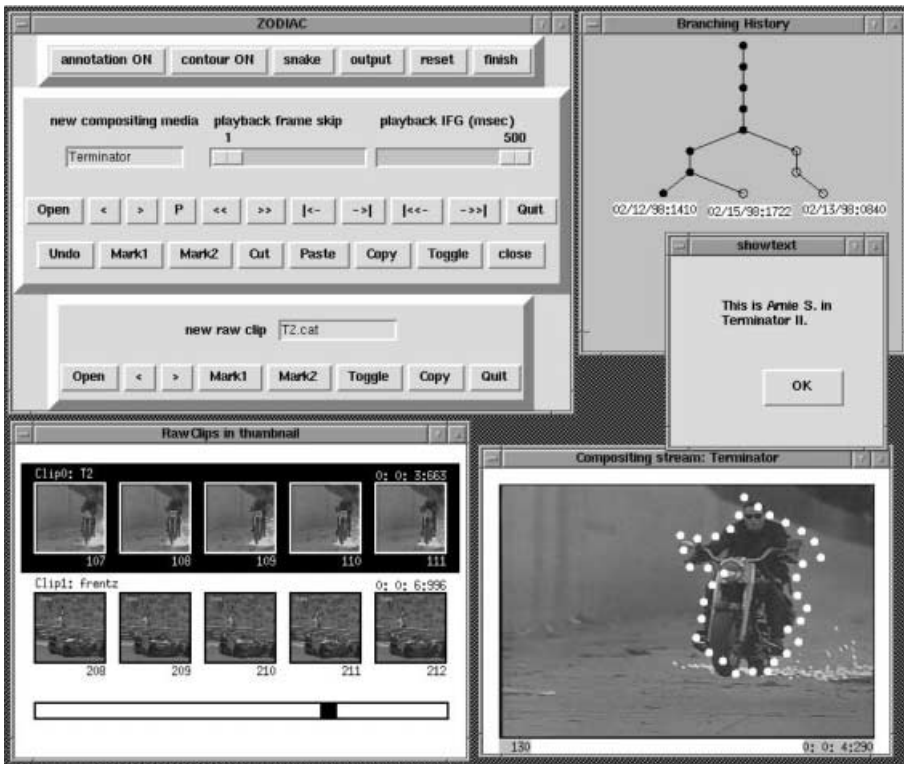 ZODIAC
annotation ON contour ON snake output reset finish
new compositing media playback frame skip playback IFG (msec)
1 500
Terminator
Open < > P << >> |<- ->| |<<- ->>| Quit
Undo Mark1 Mark2 Cut Paste Copy Toggle close
new raw clip T2.cat
Open < > Mark1 Mark2 Toggle Copy Quit
Branching History
02/12/98:1410 02/15/98:1722 02/13/98:0840
showtext
This is Arnie S. in
Terminator II.
OK
RawClips in thumbnail
Clip0: T2 0: 0: 3:663
107 108 109 110 111
Clip1: frentz 0: 0: 6:996
208 209 210 211 212
Compositing stream: Terminator
130 0: 0: 4:290